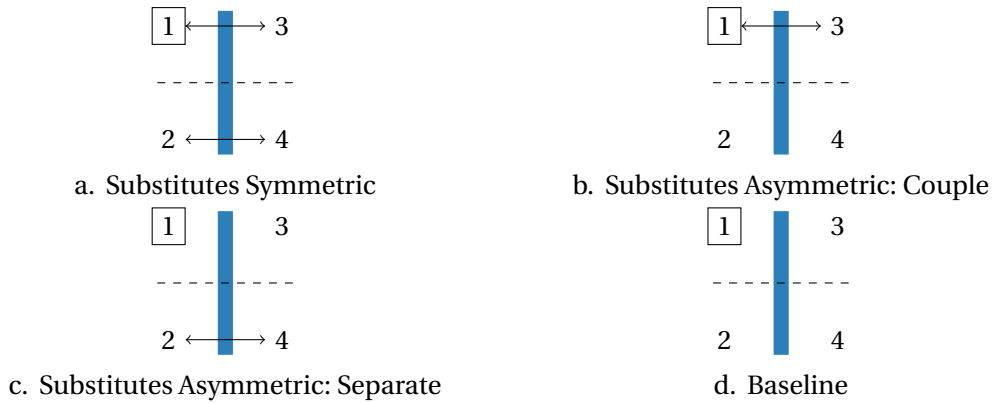 1 3
2 4
a. Substitutes Symmetric
1 3
2 4
b. Substitutes Asymmetric: Couple
1 3
2 4
c. Substitutes Asymmetric: Separate
1 3
2 4
d. Baseline